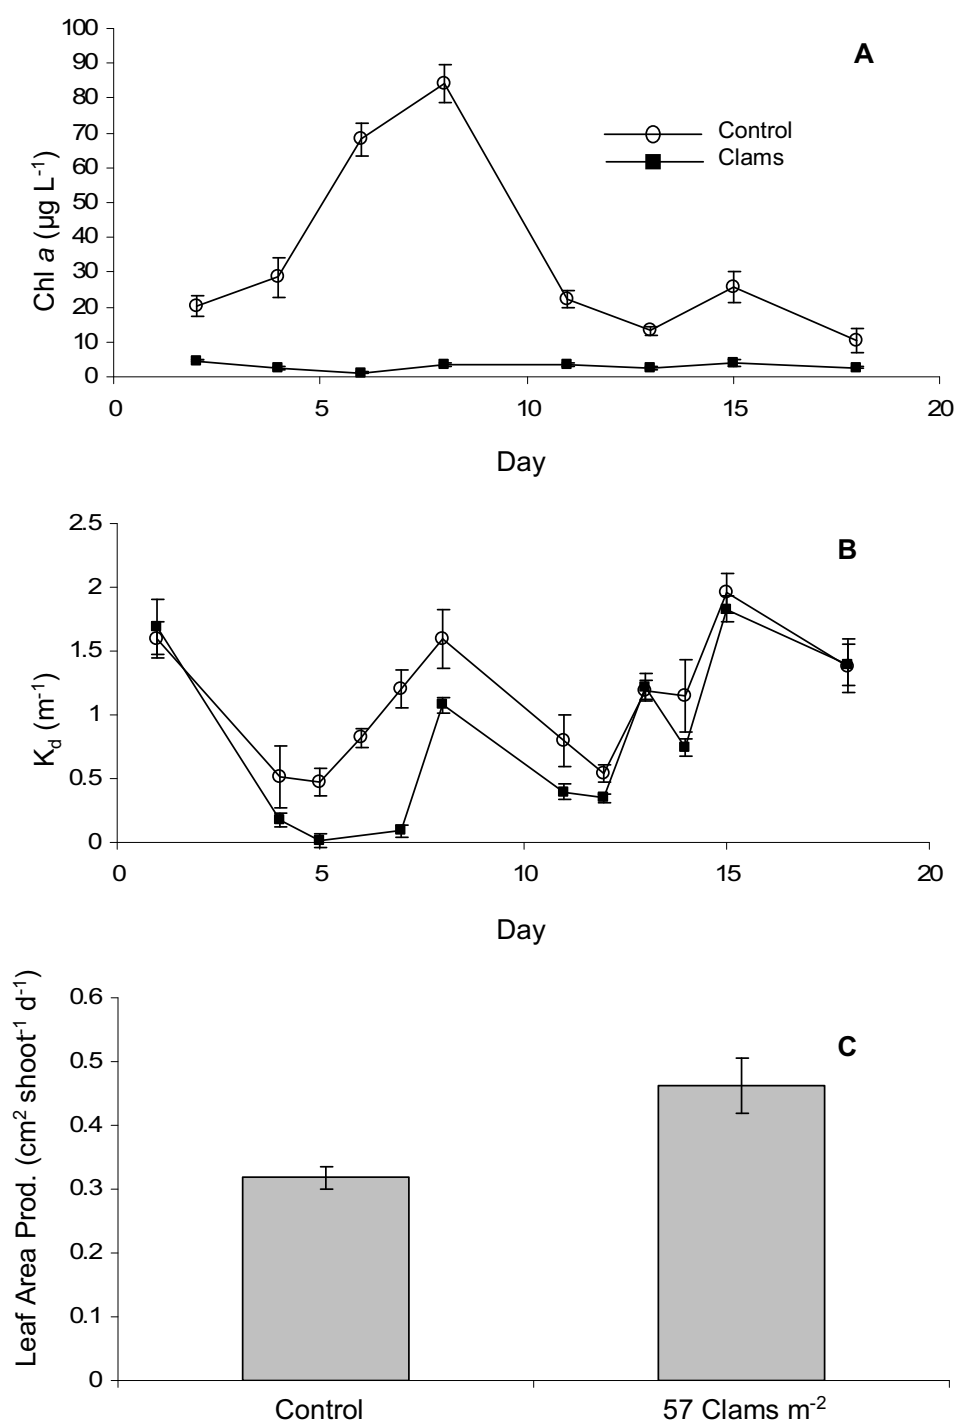 100
90
80
70
60
50
40
30
20
10
0
Chl a (µg L⁻¹)
A
Control
Clams
0 5 10 15 20
Day
2.5
2
1.5
1
0.5
0
K_d (m⁻¹)
B
0 5 10 15 20
Day
0.6
0.5
0.4
0.3
0.2
0.1
0
Leaf Area Prod. (cm² shoot⁻¹ d⁻¹)
C
Control 57 Clams m⁻²